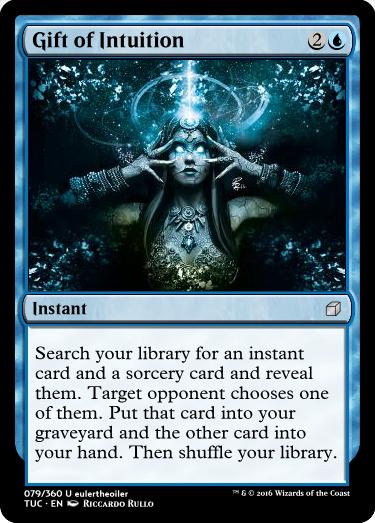 Gift of Intuition 2
Instant
Search your library for an instant
card and a sorcery card and reveal
them. Target opponent chooses one
of them. Put that card into your
graveyard and the other card into
your hand. Then shuffle your library.
079/360 U eulertheoiler
TUC · EN Riccardo Rullo
™ & © 2016 Wizards of the Coast